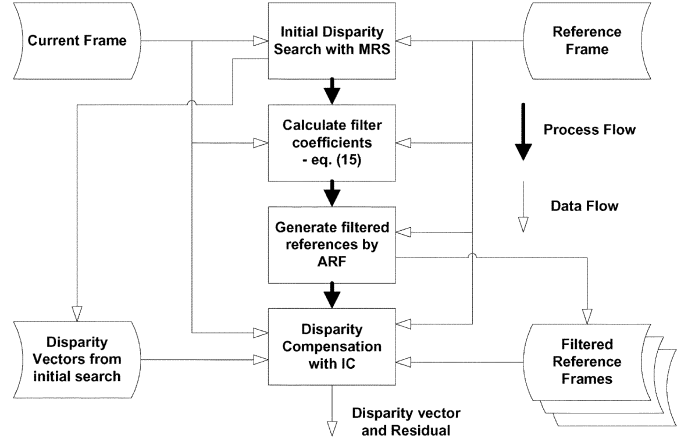 Current Frame
Initial Disparity
Search with MRS
Reference
Frame
Calculate filter
coefficients
- eq. (15)
Process Flow
Data Flow
Generate filtered
references by
ARF
Disparity
Vectors from
initial search
Disparity
Compensation
with IC
Filtered
Reference
Frames
Disparity vector
and Residual